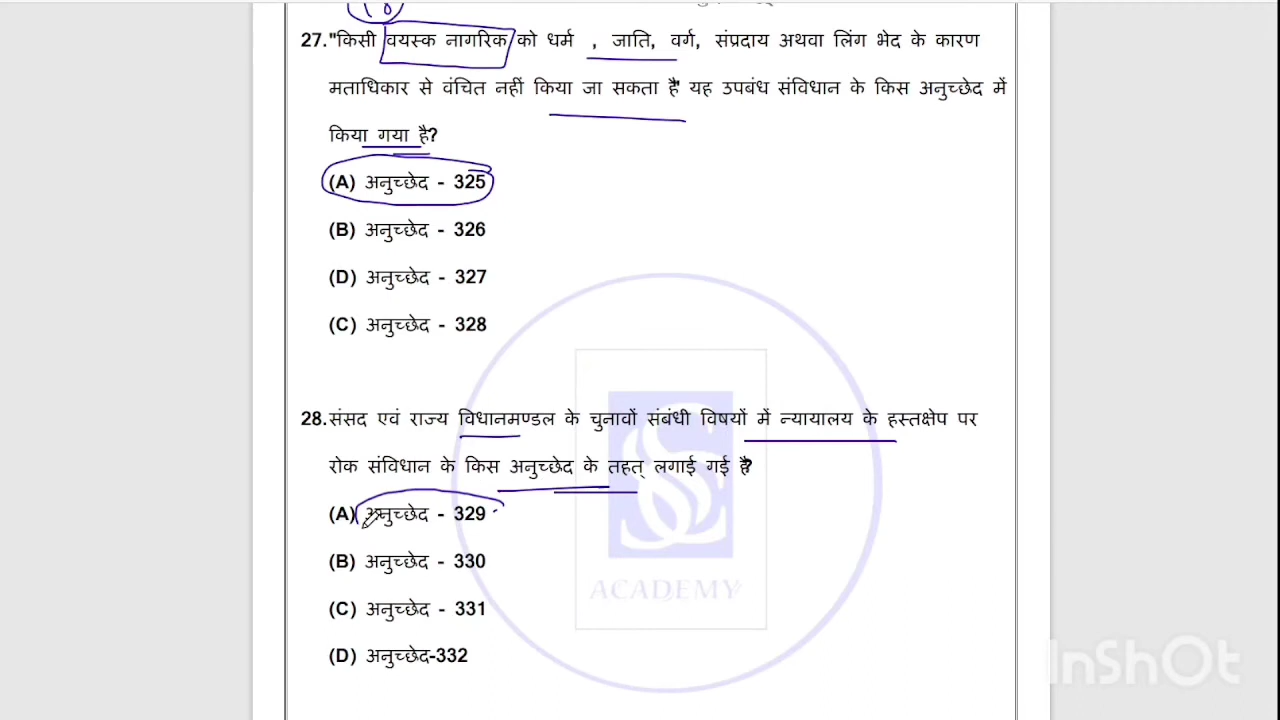 18
27."किसी वयस्क नागरिक को धर्म , जाति, वर्ग, संप्रदाय अथवा लिंग भेद के कारण
मताधिकार से वंचित नहीं किया जा सकता है" यह उपबंध संविधान के किस अनुच्छेद में
किया गया है?
(A) अनुच्छेद - 325
(B) अनुच्छेद - 326
(D) अनुच्छेद - 327
(C) अनुच्छेद - 328
28.संसद एवं राज्य विधानमण्डल के चुनावों संबंधी विषयों में न्यायालय के हस्तक्षेप पर
रोक संविधान के किस अनुच्छेद के तहत् लगाई गई है?
(A) अनुच्छेद - 329
(B) अनुच्छेद - 330
(C) अनुच्छेद - 331
(D) अनुच्छेद-332
ACADEMY
InShOt